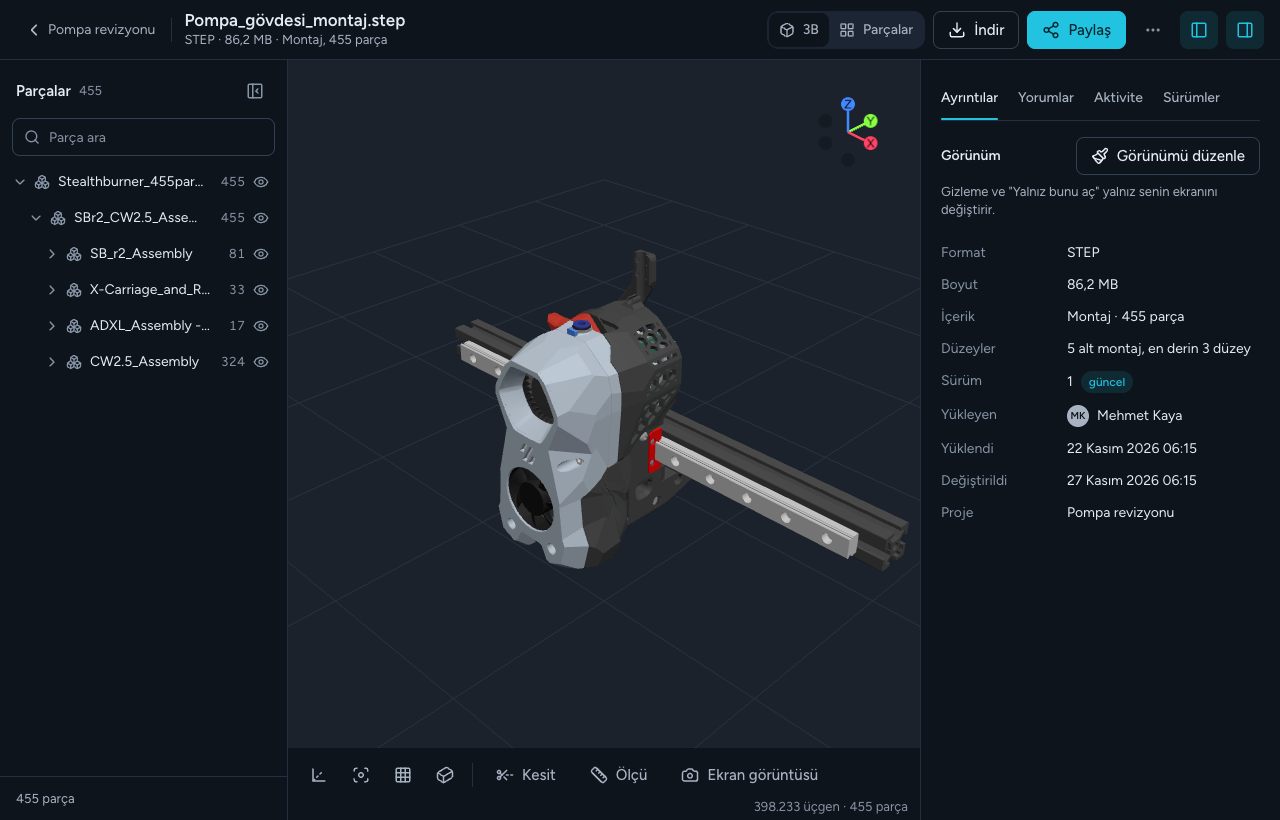 Pompa revizyonu
Pompa_gövdesi_montaj.step
STEP · 86,2 MB · Montaj, 455 parça
3B
Parçalar
İndir
Paylaş
Parçalar 455
Parça ara
Stealthburner_455par... 455
SBr2_CW2.5_Asse... 455
SB_r2_Assembly 81
X-Carriage_and_R... 33
ADXL_Assembly -... 17
CW2.5_Assembly 324
455 parça
Z
Y
X
Kesit
Ölçü
Ekran görüntüsü
398.233 üçgen · 455 parça
Ayrıntılar
Yorumlar
Aktivite
Sürümler
Görünüm
Görünümü düzenle
Gizleme ve "Yalnız bunu aç" yalnız senin ekranını
değiştirir.
Format STEP
Boyut 86,2 MB
İçerik Montaj · 455 parça
Düzeyler 5 alt montaj, en derin 3 düzey
Sürüm 1 güncel
Yükleyen MK Mehmet Kaya
Yüklendi 22 Kasım 2026 06:15
Değiştirildi 27 Kasım 2026 06:15
Proje Pompa revizyonu